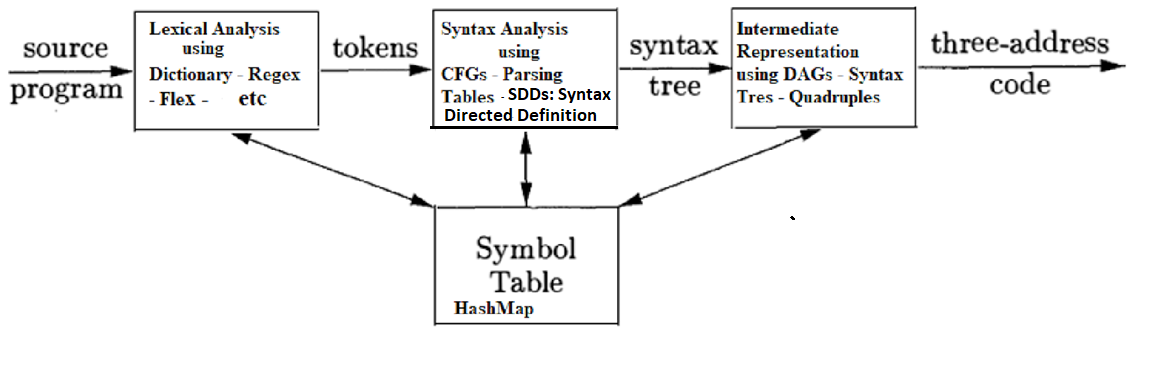 source
program
Lexical Analysis
using
Dictionary - Regex
- Flex - etc
tokens
Syntax Analysis
using
CFGs - Parsing
Tables - SDDs: Syntax
Directed Definition
syntax
tree
Intermediate
Representation
using DAGs - Syntax
Tres - Quadruples
three-address
code
Symbol
Table
HashMap